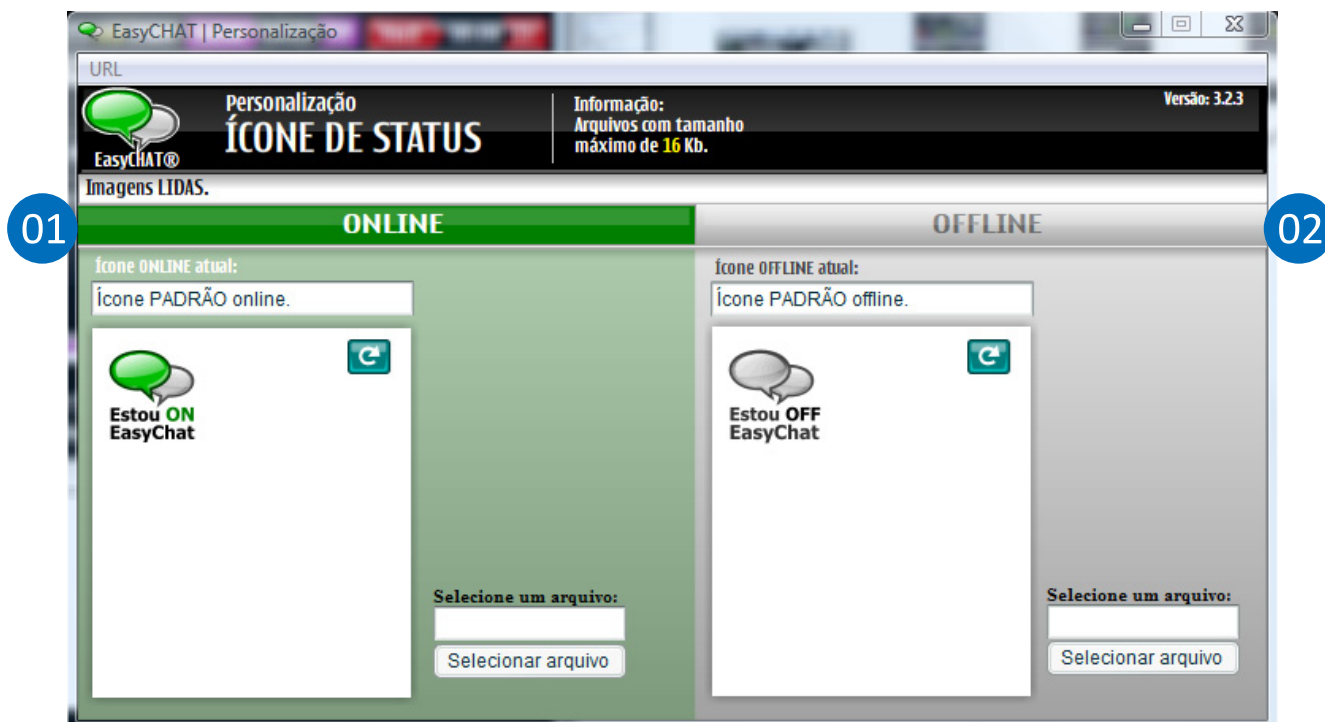 EasyCHAT | Personalização
URL
EasyCHAT®
Personalização
ÍCONE DE STATUS
Informação:
Arquivos com tamanho
máximo de 16 Kb.
Versão: 3.2.3
Imagens LIDAS.
01
ONLINE
OFFLINE
02
Ícone ONLINE atual:
Ícone PADRÃO online.
Estou ON
EasyChat
Selecione um arquivo:
Selecionar arquivo
Ícone OFFLINE atual:
Ícone PADRÃO offline.
Estou OFF
EasyChat
Selecione um arquivo:
Selecionar arquivo